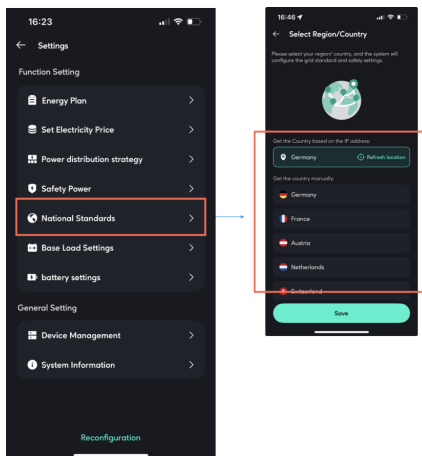 16:23
Settings
Function Setting
Energy Plan
Set Electricity Price
Power distribution strategy
Safety Power
National Standards
Base Load Settings
battery settings
General Setting
Device Management
System Information
Reconfiguration
16:46
Select Region/Country
Please select your region/ country, and the system will
configure the grid standard and safety settings.
Get the Country based on the IP address:
Germany
Refresh location
Get the country manually:
Germany
France
Austria
Netherlands
Switzerland
Save